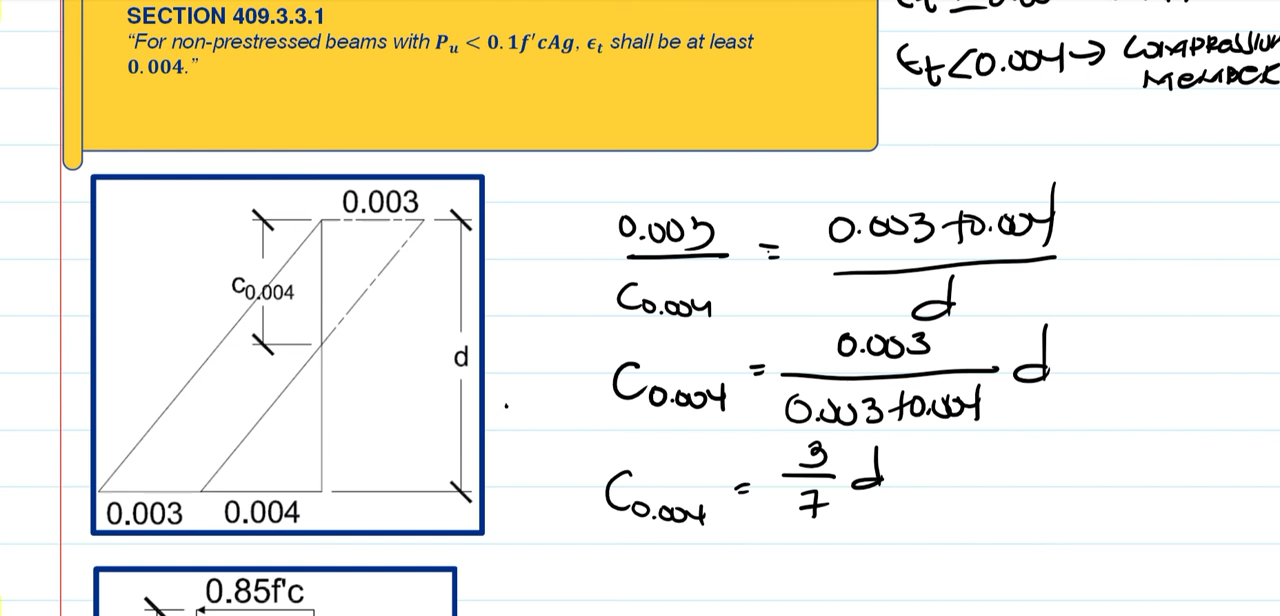 SECTION 409.3.3.1
“For non-prestressed beams with Pᵤ < 0.1f'cAg, ϵₜ shall be at least
0.004.”
ϵt<0.004→ COMPRESSION
MEMBER
0.003
C0.004
d
0.003 0.004
0.003/C0.004 = 0.003+0.004/d
C0.004 = 0.003/0.003+0.004 d
C0.004 = 3/7 d
0.85f'c